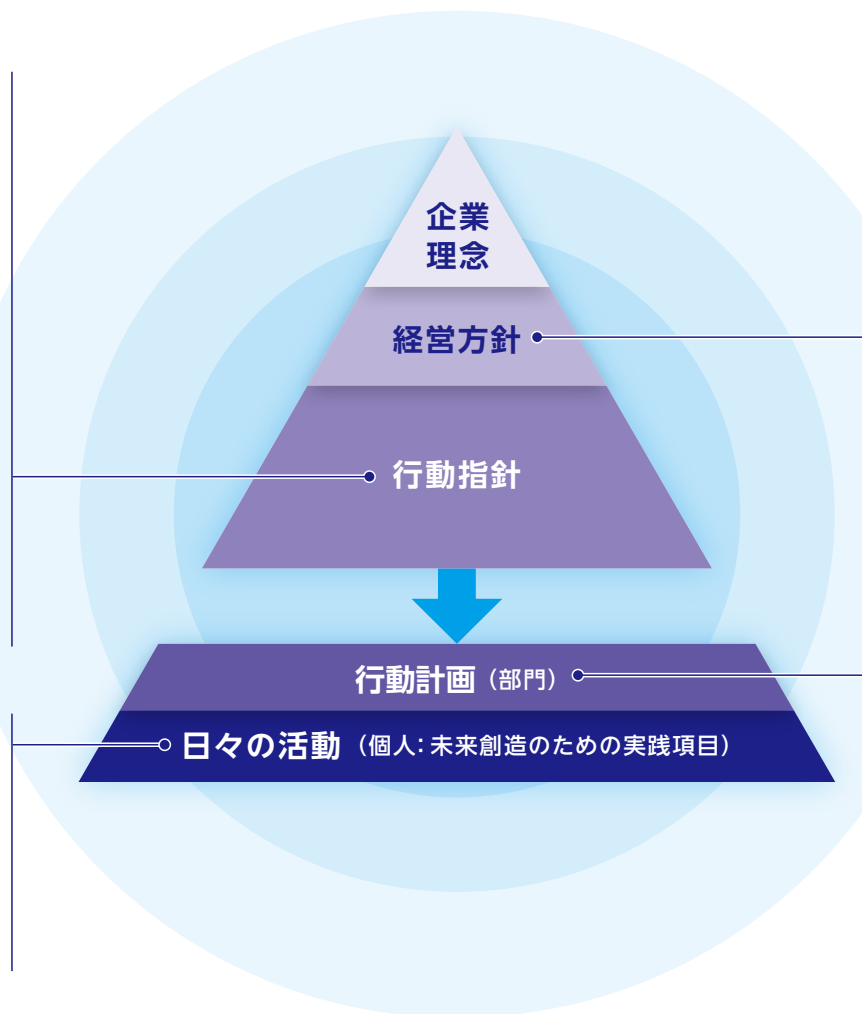 企業
理念
経営方針
行動指針
行動計画（部門）
日々の活動（個人：未来創造のための実践項目）